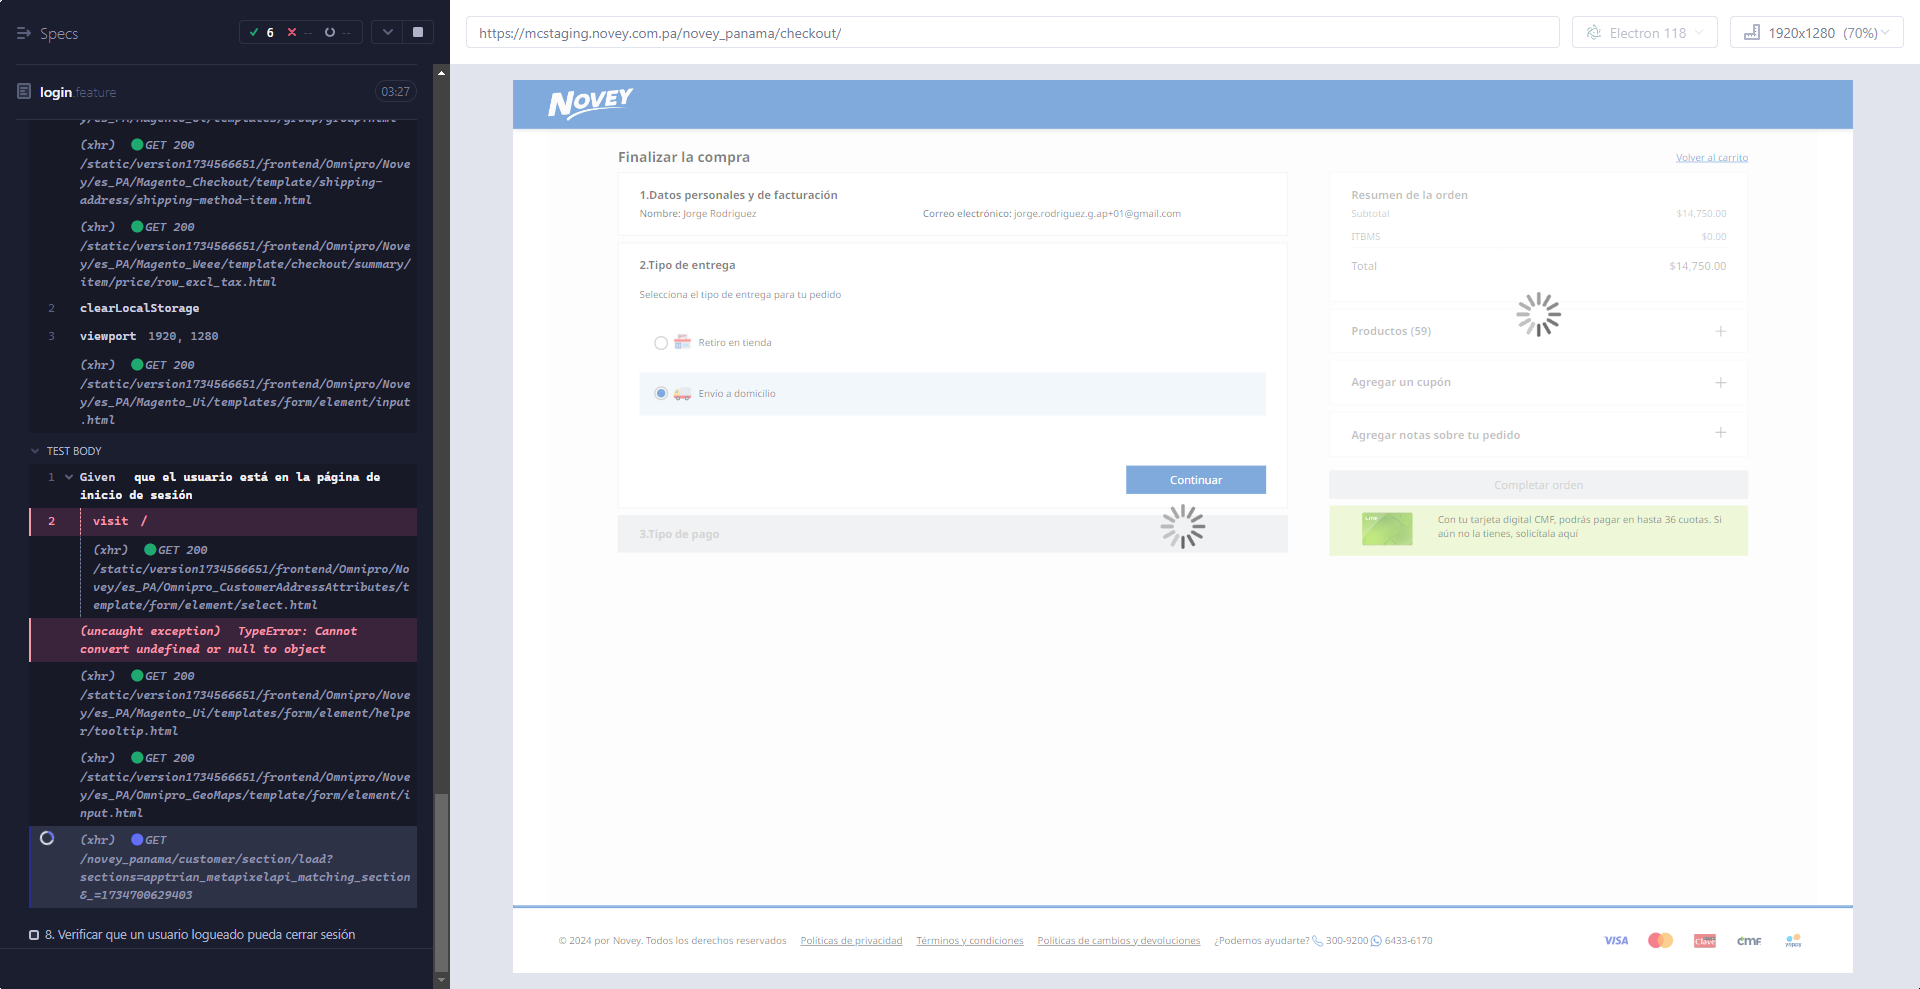 Specs
6 -- --
login.feature
03:27
y/es_PA/Magento_Ui/templates/group/group.html
(xhr) GET 200
/static/version1734566651/frontend/Omnipro/Nove
y/es_PA/Magento_Checkout/template/shipping-
address/shipping-method-item.html
(xhr) GET 200
/static/version1734566651/frontend/Omnipro/Nove
y/es_PA/Magento_Weee/template/checkout/summary/
item/price/row_excl_tax.html
2 clearLocalStorage
3 viewport 1920, 1280
(xhr) GET 200
/static/version1734566651/frontend/Omnipro/Nove
y/es_PA/Magento_Ui/templates/form/element/input
.html
TEST BODY
1 Given que el usuario está en la página de
inicio de sesión
2 visit /
(xhr) GET 200
/static/version1734566651/frontend/Omnipro/No
vey/es_PA/Omnipro_CustomerAddressAttributes/t
emplate/form/element/select.html
(uncaught exception) TypeError: Cannot
convert undefined or null to object
(xhr) GET 200
/static/version1734566651/frontend/Omnipro/Nove
y/es_PA/Magento_Ui/templates/form/element/helpe
r/tooltip.html
(xhr) GET 200
/static/version1734566651/frontend/Omnipro/Nove
y/es_PA/Omnipro_GeoMaps/template/form/element/i
nput.html
(xhr) GET
/novey_panama/customer/section/load?
sections=apptrian_metapixelapi_matching_section
&_=1734700629403
8. Verificar que un usuario logueado pueda cerrar sesión
https://mcstaging.novey.com.pa/novey_panama/checkout/
Electron 118
1920x1280 (70%)
NOVEY
Finalizar la compra
Volver al carrito
1.Datos personales y de facturación
Nombre: Jorge Rodriguez
Correo electrónico: jorge.rodriguez.g.ap+01@gmail.com
2.Tipo de entrega
Selecciona el tipo de entrega para tu pedido
Retiro en tienda
Envío a domicilio
Continuar
3.Tipo de pago
Resumen de la orden
Subtotal $14,750.00
ITBMS $0.00
Total $14,750.00
Productos (59)
Agregar un cupón
Agregar notas sobre tu pedido
Completar orden
Con tu tarjeta digital CMF, podrás pagar en hasta 36 cuotas. Si
aún no la tienes, solicítala aquí
© 2024 por Novey. Todos los derechos reservados
Políticas de privacidad
Términos y condiciones
Políticas de cambios y devoluciones
¿Podemos ayudarte? 300-9200 6433-6170
VISA
Clave
cmf
yappy